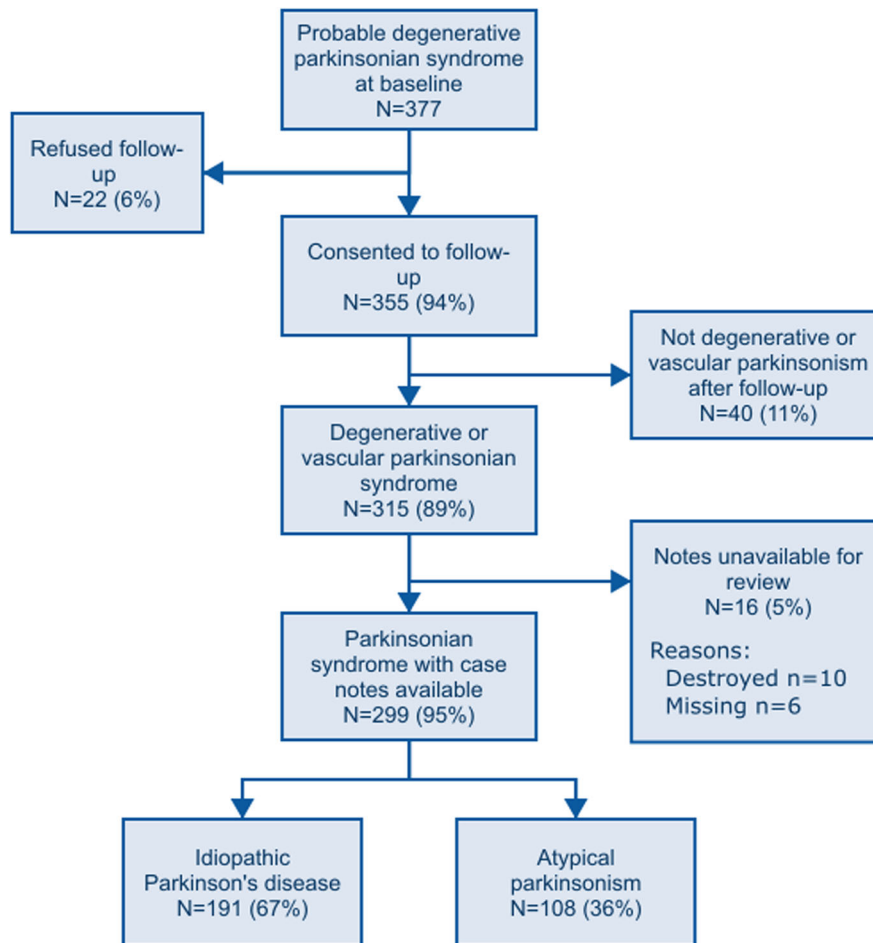 Probable degenerative
parkinsonian syndrome
at baseline
N=377
Refused follow-
up
N=22 (6%)
Consented to follow-
up
N=355 (94%)
Not degenerative or
vascular parkinsonism
after follow-up
N=40 (11%)
Degenerative or
vascular parkinsonian
syndrome
N=315 (89%)
Notes unavailable for
review
N=16 (5%)
Reasons:
Destroyed n=10
Missing n=6
Parkinsonian
syndrome with case
notes available
N=299 (95%)
Idiopathic
Parkinson's disease
N=191 (67%)
Atypical
parkinsonism
N=108 (36%)